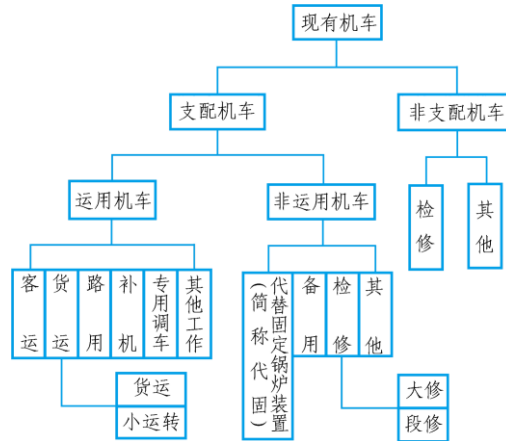 现有机车
支配机车
非支配机车
运用机车
非运用机车
检修
其他
客运
货运
路用
补机
专用调车
其他工作
代替固定锅炉装置
(简称代固)
备用
检修
其他
货运
小运转
大修
段修